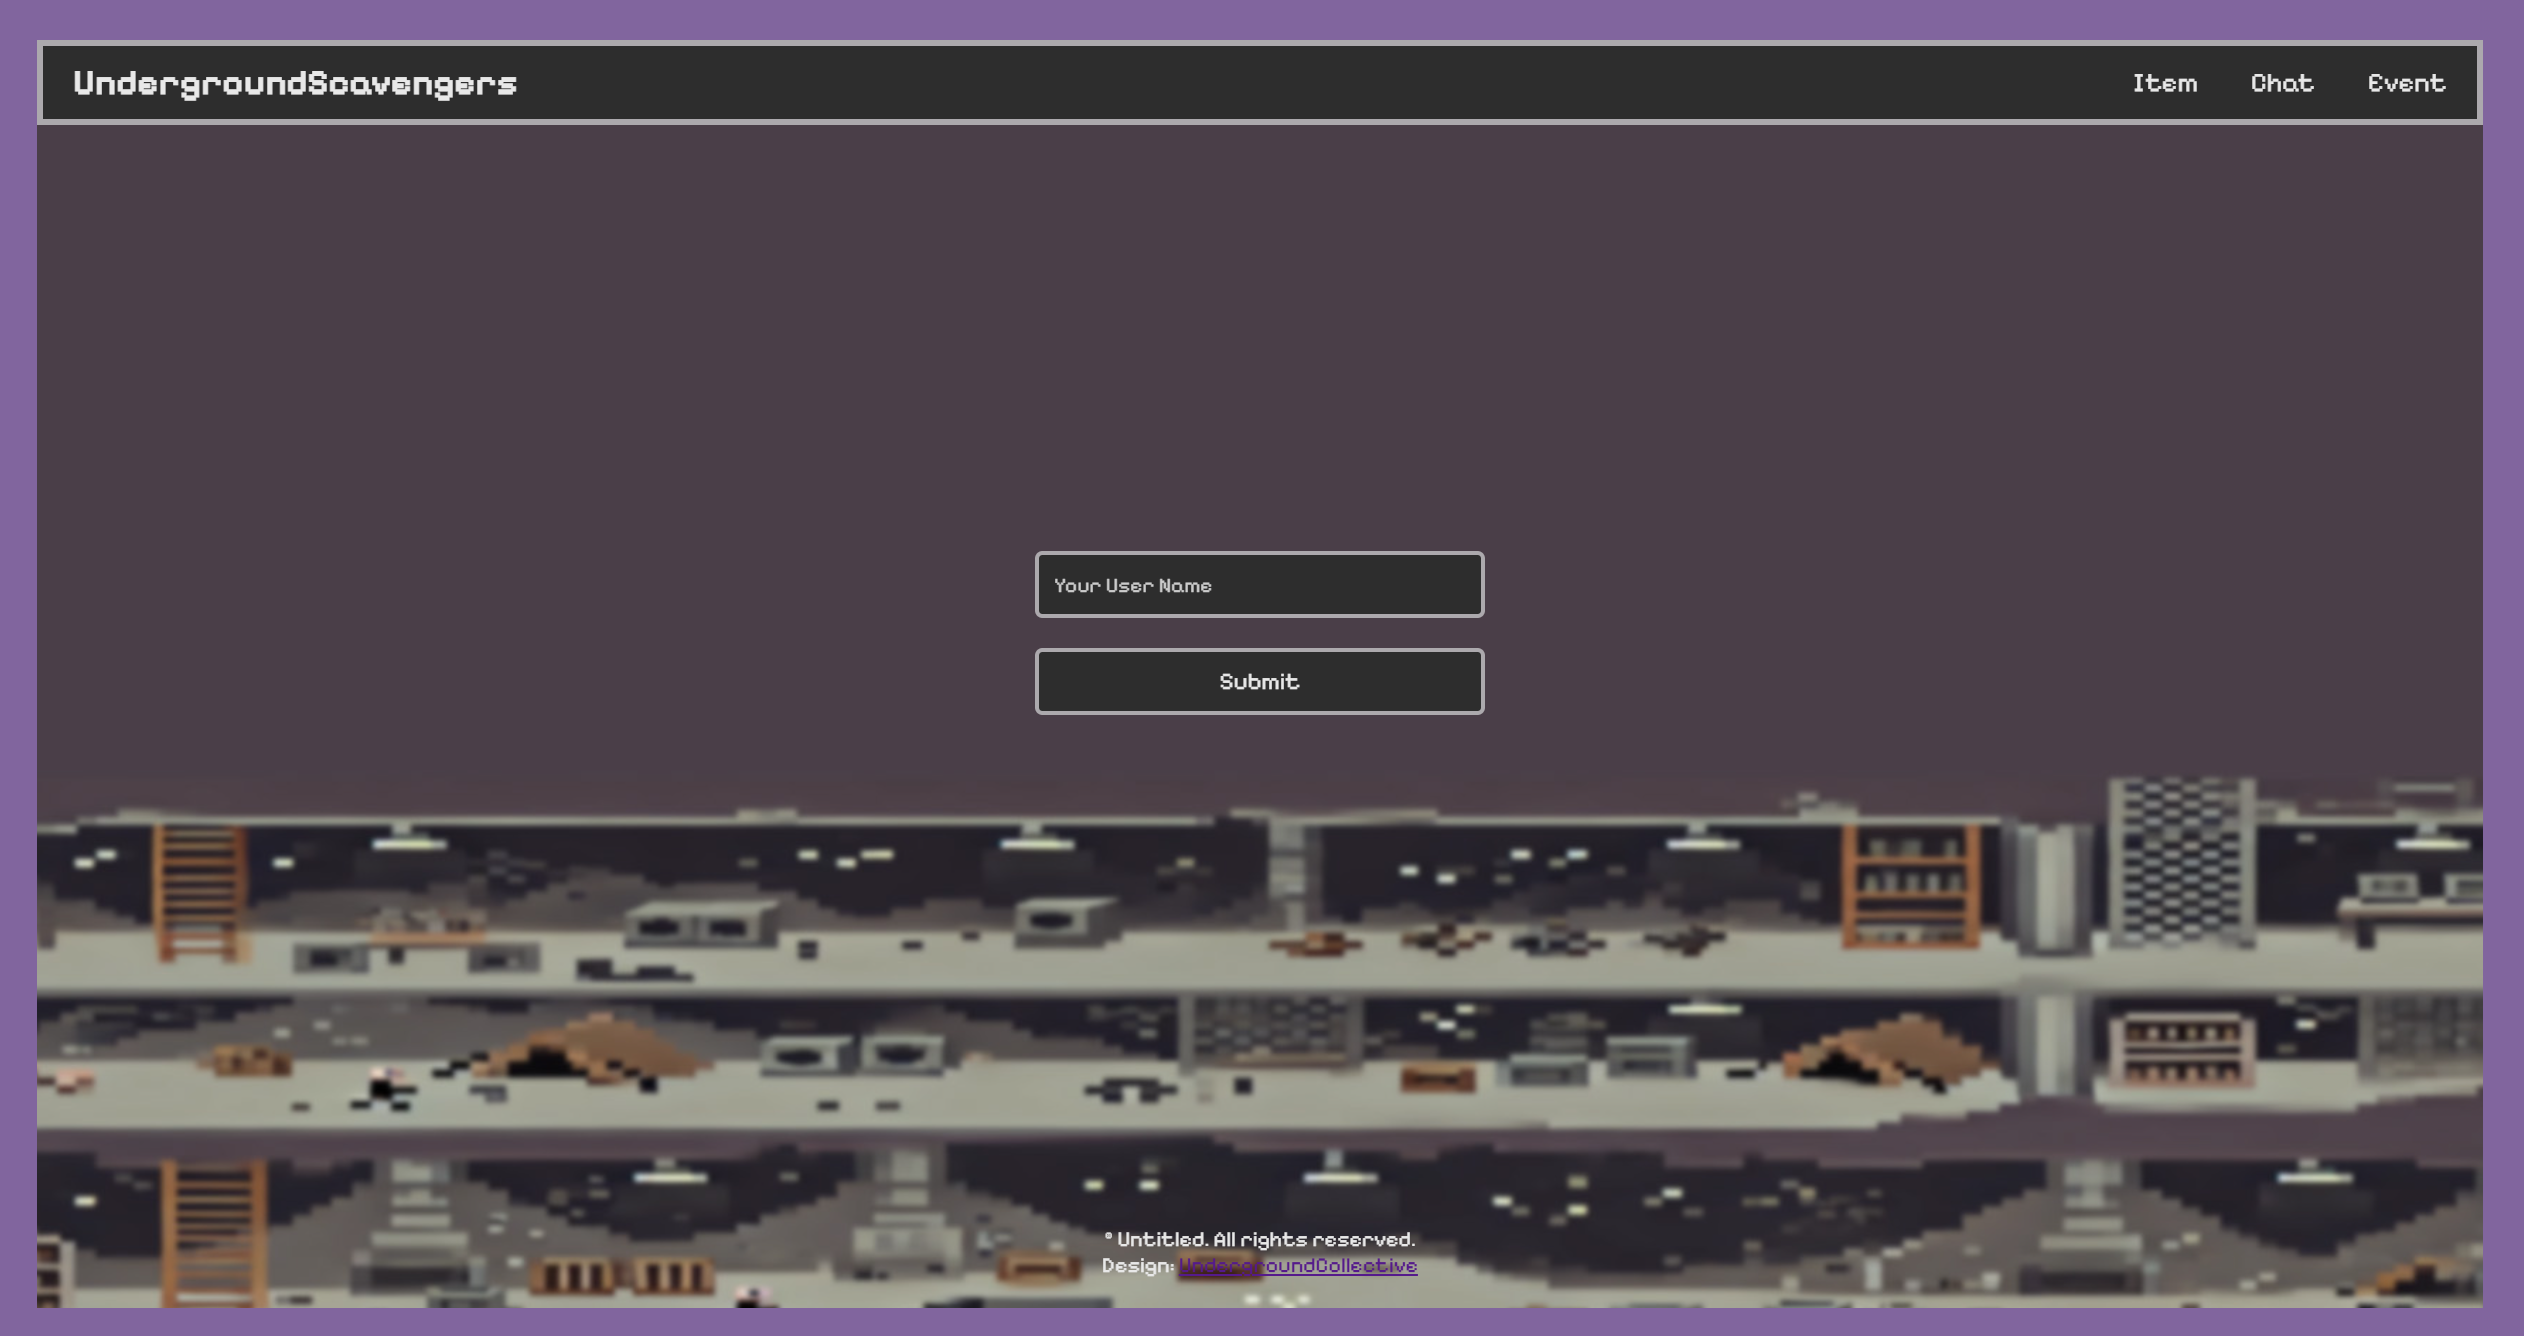 UndergroundScavengers
Item Chat Event
Your User Name
Submit
© Untitled. All rights reserved.
Design: UndergroundCollective